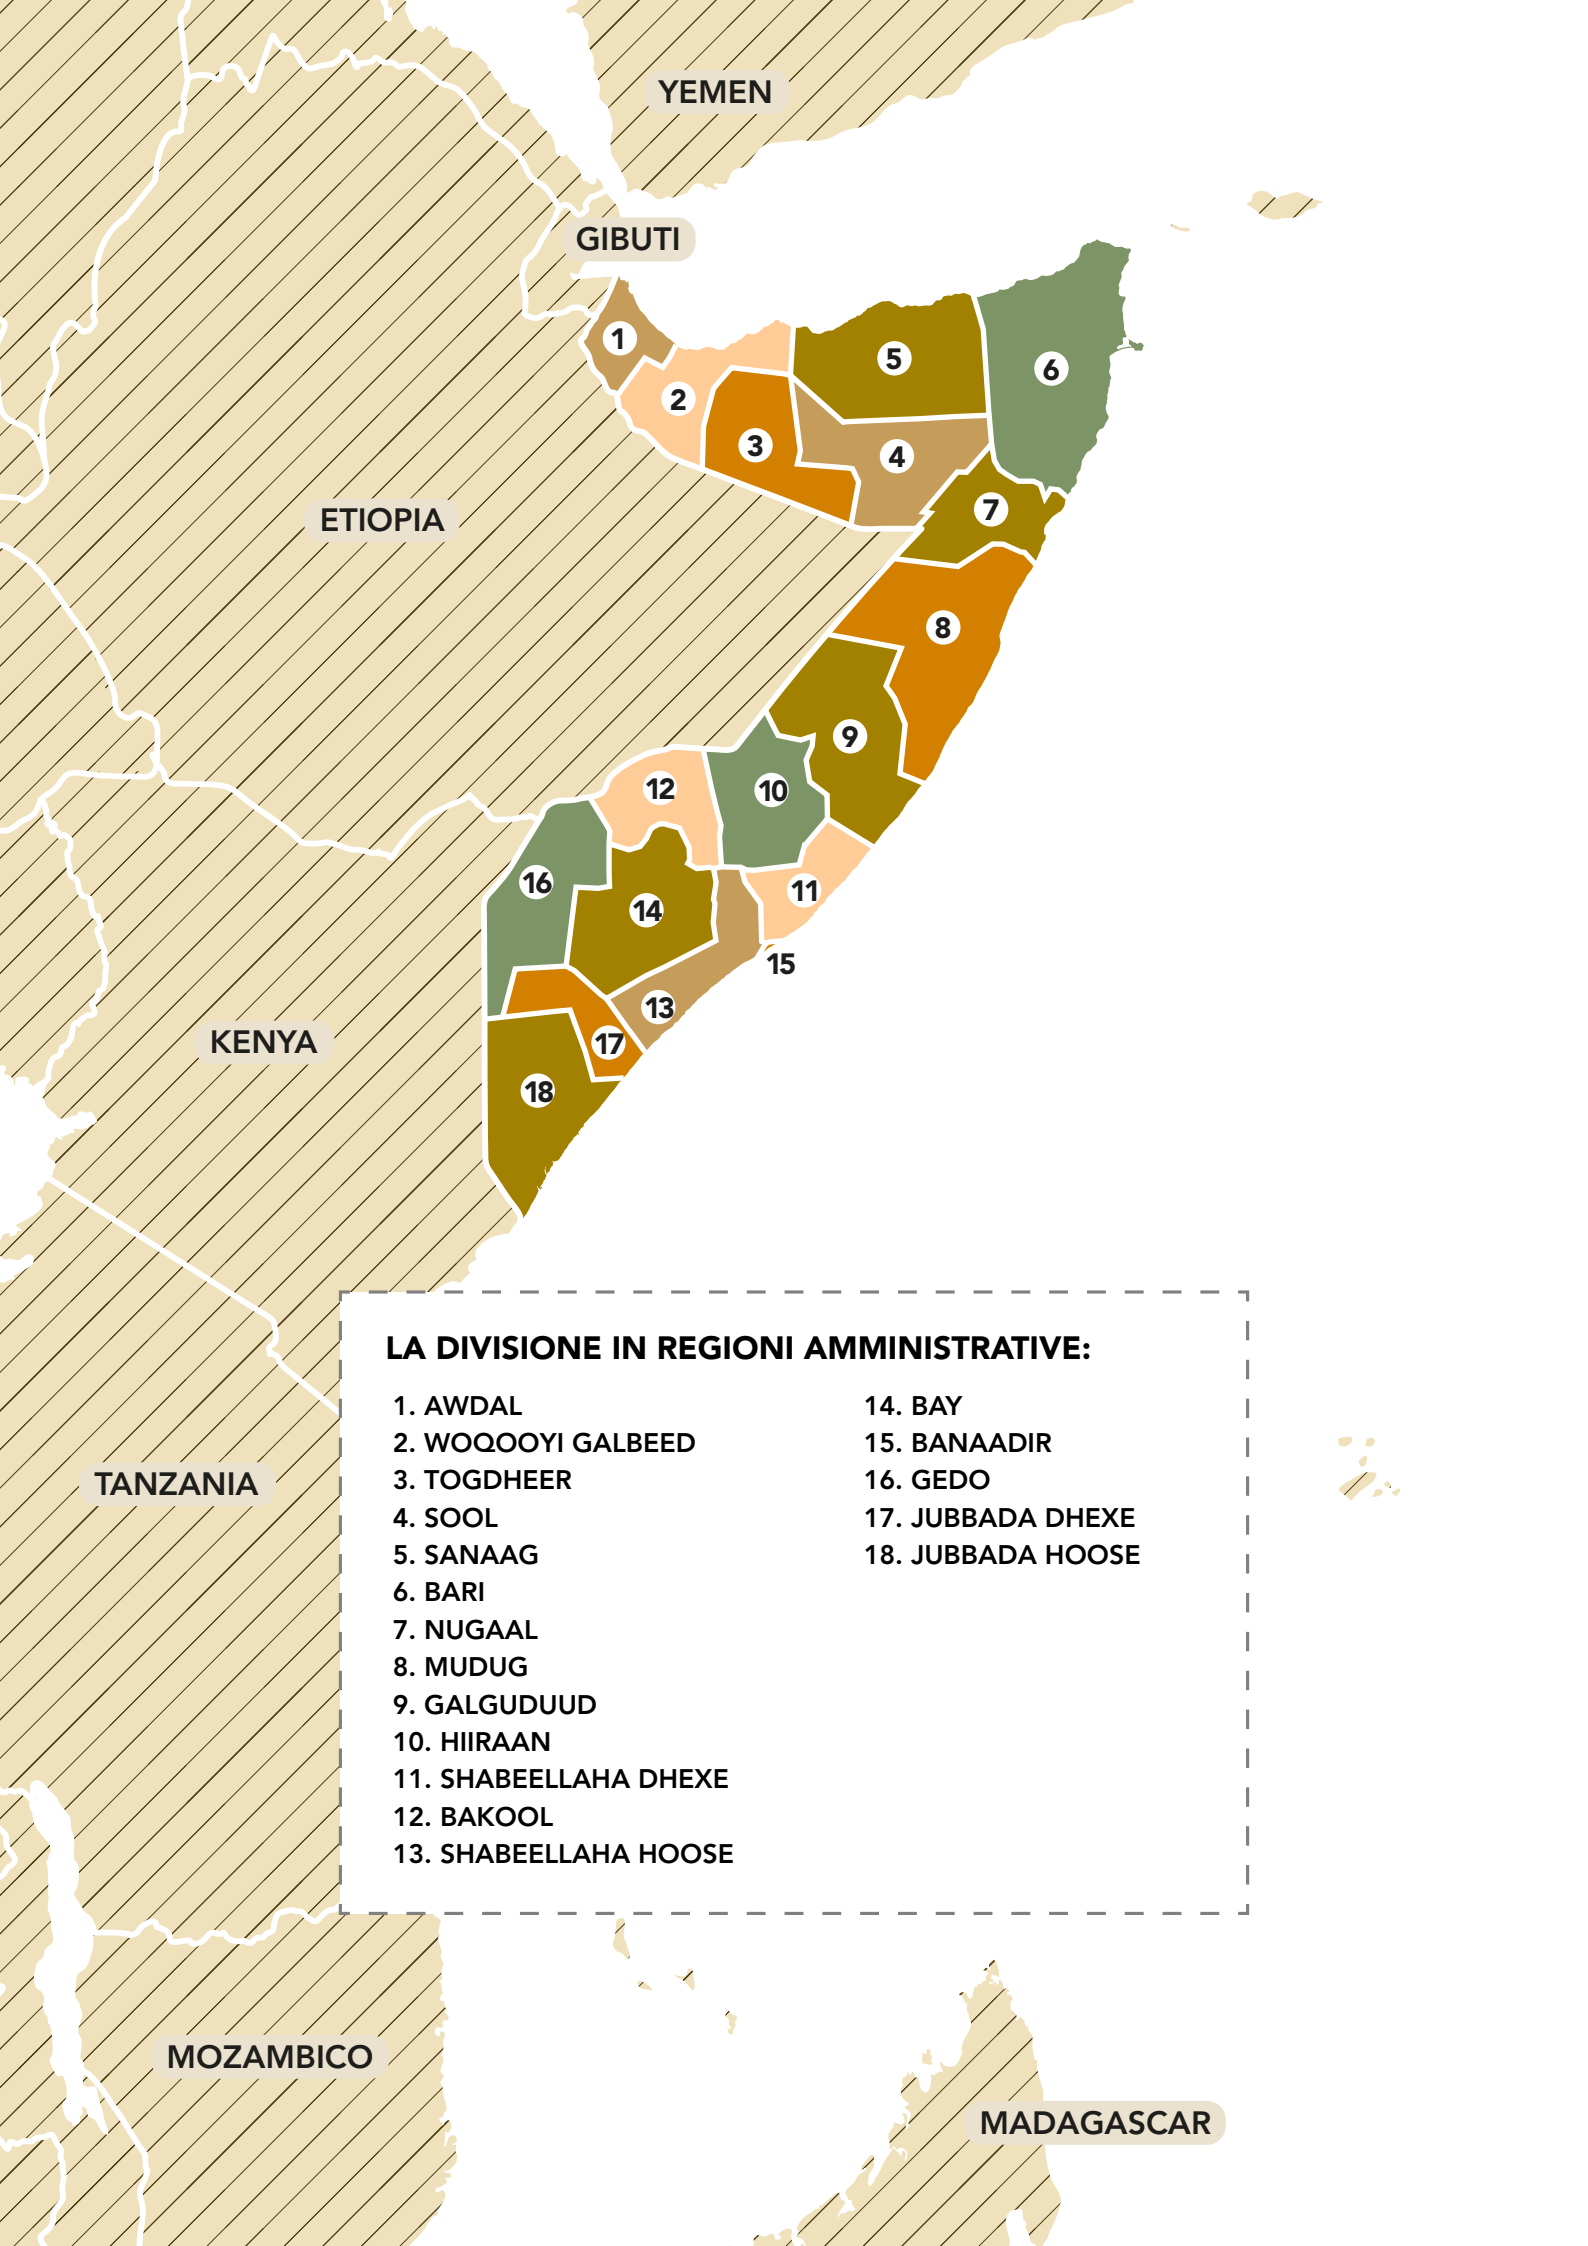 YEMEN
GIBUTI
1
5
6
2
3
4
7
ETIOPIA
8
9
12
10
16
11
14
15
13
KENYA
17
18
LA DIVISIONE IN REGIONI AMMINISTRATIVE:
1. AWDAL
2. WOQOOYI GALBEED
3. TOGDHEER
4. SOOL
5. SANAAG
6. BARI
7. NUGAAL
8. MUDUG
9. GALGUDUUD
10. HIIRAAN
11. SHABEELLAHA DHEXE
12. BAKOOL
13. SHABEELLAHA HOOSE
14. BAY
15. BANAADIR
16. GEDO
17. JUBBADA DHEXE
18. JUBBADA HOOSE
TANZANIA
MOZAMBICO
MADAGASCAR